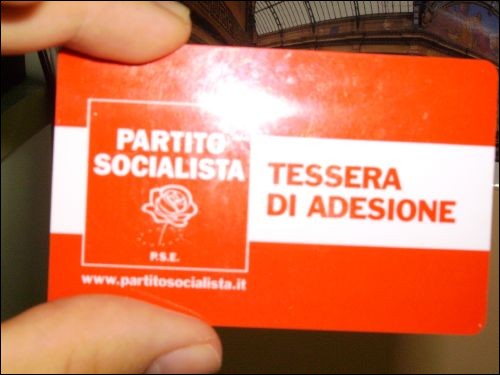 PARTITO
SOCIALISTA
P.S.E.
www.partitosocialista.it
TESSERA
DI ADESIONE